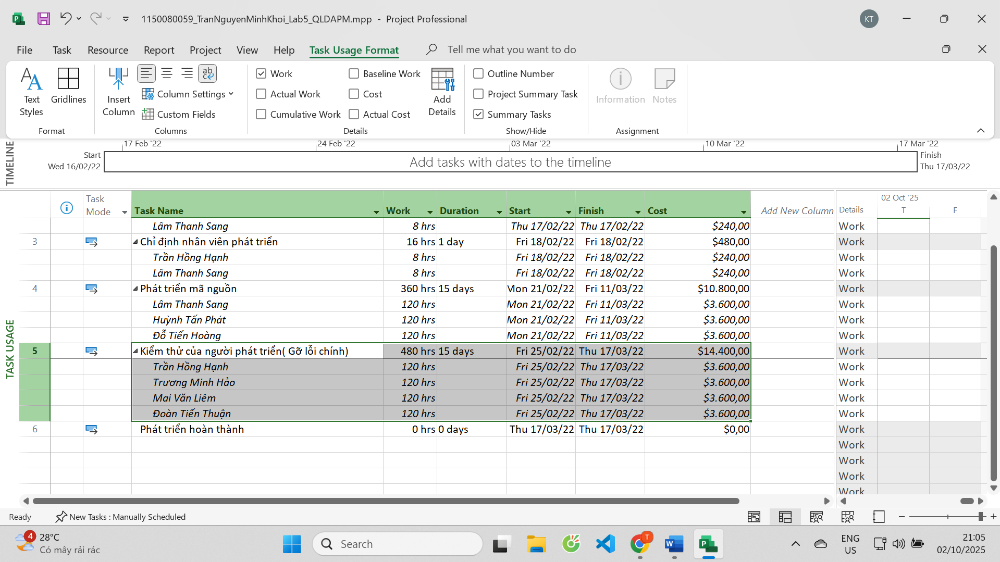 1150080059_TranNguyenMinhKhoi_Lab5_QLDAPM.mpp - Project Professional
KT
File Task Resource Report Project View Help Task Usage Format Tell me what you want to do
Text Styles
Gridlines
Format
Insert Column
Column Settings
Custom Fields
Columns
Work
Actual Work
Cumulative Work
Baseline Work
Cost
Actual Cost
Add Details
Details
Outline Number
Project Summary Task
Summary Tasks
Show/Hide
Information
Notes
Assignment
TIMELINE
17 Feb '22 24 Feb '22 03 Mar '22 10 Mar '22 17 Mar '22
Start
Wed 16/02/22
Add tasks with dates to the timeline
Finish
Thu 17/03/22
TASK USAGE
Task Mode Task Name Work Duration Start Finish Cost Add New Column Details 02 Oct '25 T F
Lâm Thanh Sang 8 hrs Thu 17/02/22 Thu 17/02/22 $240,00 Work
3 Chỉ định nhân viên phát triển 16 hrs 1 day Fri 18/02/22 Fri 18/02/22 $480,00 Work
Trần Hồng Hạnh 8 hrs Fri 18/02/22 Fri 18/02/22 $240,00 Work
Lâm Thanh Sang 8 hrs Fri 18/02/22 Fri 18/02/22 $240,00 Work
4 Phát triển mã nguồn 360 hrs 15 days Mon 21/02/22 Fri 11/03/22 $10.800,00 Work
Lâm Thanh Sang 120 hrs Mon 21/02/22 Fri 11/03/22 $3.600,00 Work
Huỳnh Tấn Phát 120 hrs Mon 21/02/22 Fri 11/03/22 $3.600,00 Work
Đỗ Tiến Hoàng 120 hrs Mon 21/02/22 Fri 11/03/22 $3.600,00 Work
5 Kiểm thử của người phát triển( Gỡ lỗi chính) 480 hrs 15 days Fri 25/02/22 Thu 17/03/22 $14.400,00 Work
Trần Hồng Hạnh 120 hrs Fri 25/02/22 Thu 17/03/22 $3.600,00 Work
Trương Minh Hảo 120 hrs Fri 25/02/22 Thu 17/03/22 $3.600,00 Work
Mai Văn Liêm 120 hrs Fri 25/02/22 Thu 17/03/22 $3.600,00 Work
Đoàn Tiến Thuận 120 hrs Fri 25/02/22 Thu 17/03/22 $3.600,00 Work
6 Phát triển hoàn thành 0 hrs 0 days Thu 17/03/22 Thu 17/03/22 $0,00 Work
Work
Work
Work
Work
Ready New Tasks : Manually Scheduled
4 28°C
Có mây rải rác
Search
T
ENG
US
21:05
02/10/2025